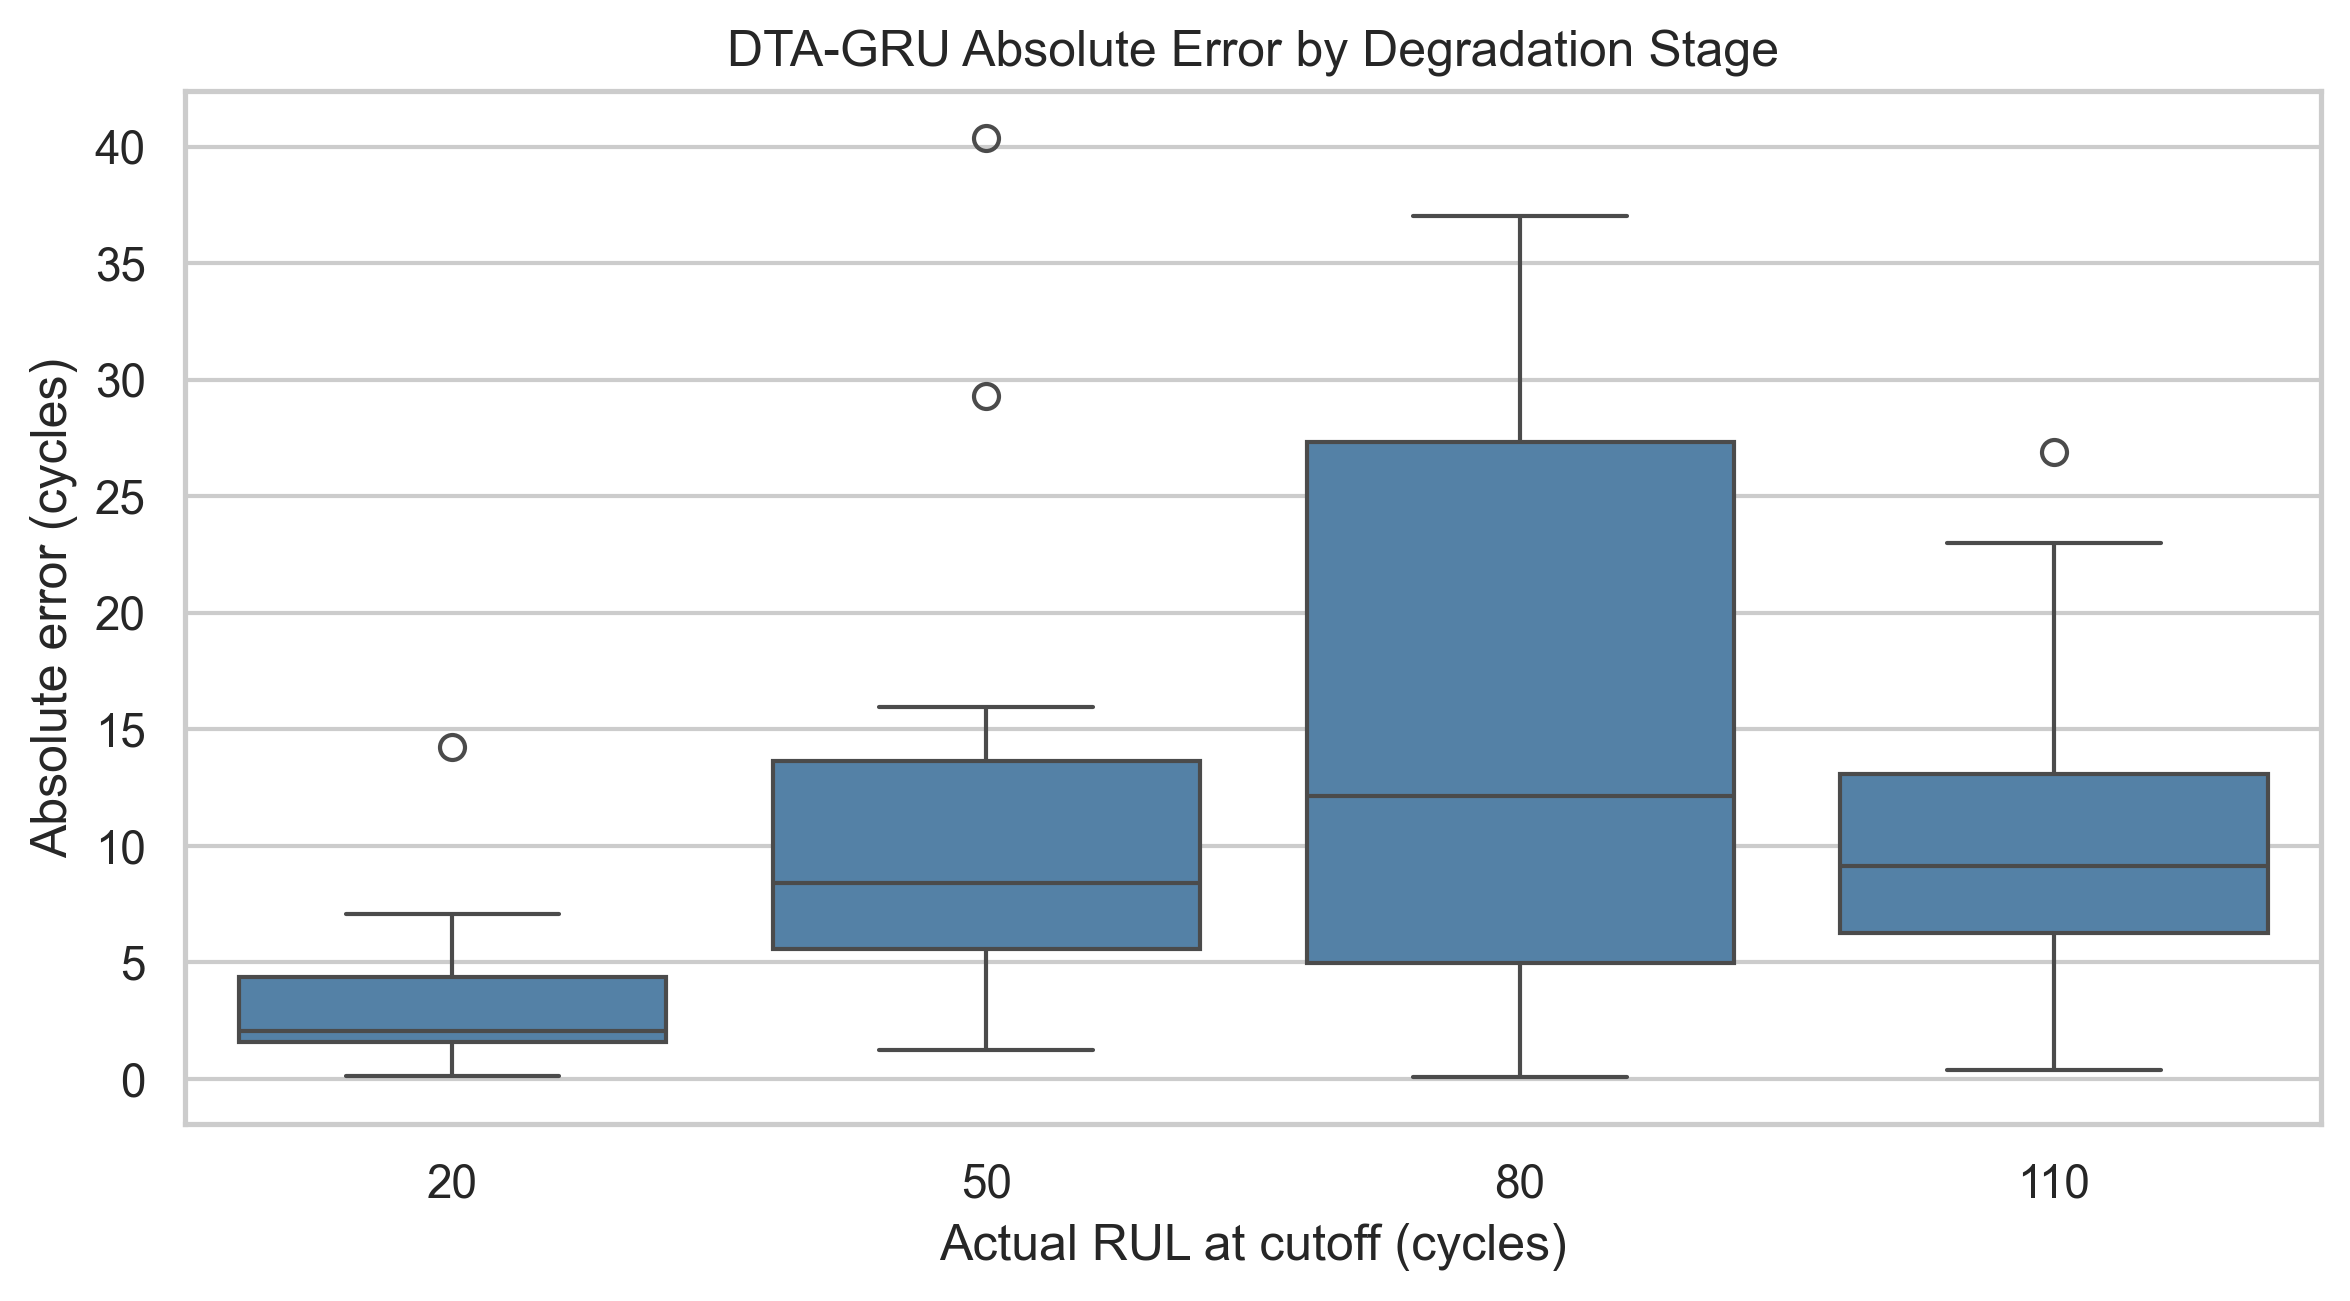 DTA-GRU Absolute Error by Degradation Stage
Absolute error (cycles)
40
35
30
25
20
15
10
5
0
20 50 80 110
Actual RUL at cutoff (cycles)